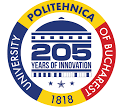 UNIVERSITY
POLITEHNICA
OF BUCHAREST
205
YEARS OF INNOVATION
1818